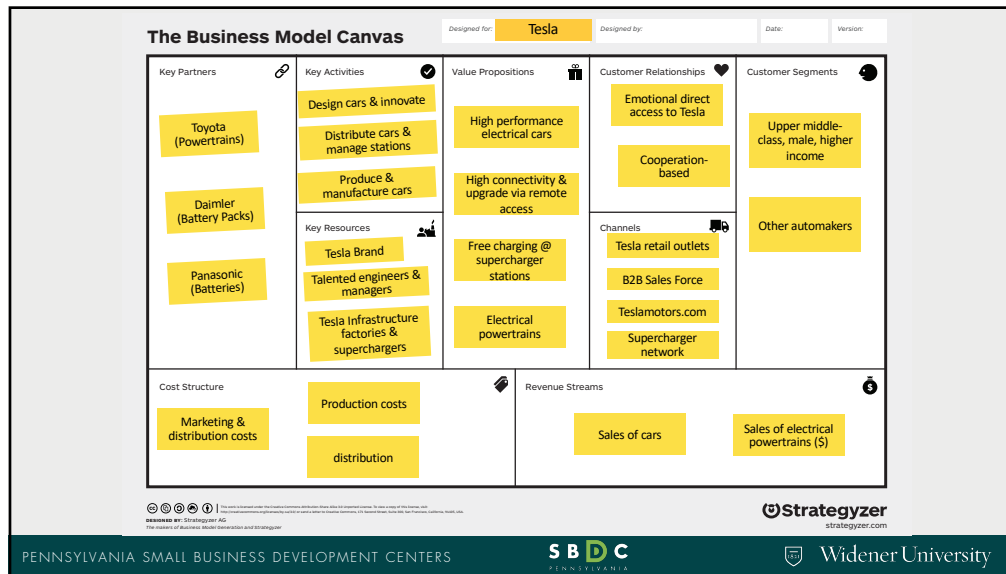 The Business Model Canvas
Designed for:
Tesla
Designed by:
Date:
Version:
Key Partners
Toyota
(Powertrains)
Daimler
(Battery Packs)
Panasonic
(Batteries)
Key Activities
Design cars & innovate
Distribute cars &
manage stations
Produce &
manufacture cars
Key Resources
Tesla Brand
Talented engineers &
managers
Tesla Infrastructure
factories &
superchargers
Value Propositions
High performance
electrical cars
High connectivity &
upgrade via remote
access
Free charging @
supercharger
stations
Electrical
powertrains
Customer Relationships
Emotional direct
access to Tesla
Cooperation-
based
Channels
Tesla retail outlets
B2B Sales Force
Teslamotors.com
Supercharger
network
Customer Segments
Upper middle-
class, male, higher
income
Other automakers
Cost Structure
Marketing &
distribution costs
Production costs
distribution
Revenue Streams
Sales of cars
Sales of electrical
powertrains ($)
DESIGNED BY: Strategyzer AG
The makers of Business Model Generation and Strategyzer
Strategyzer
strategyzer.com
PENNSYLVANIA SMALL BUSINESS DEVELOPMENT CENTERS
SBDC
PENNSYLVANIA
Widener University